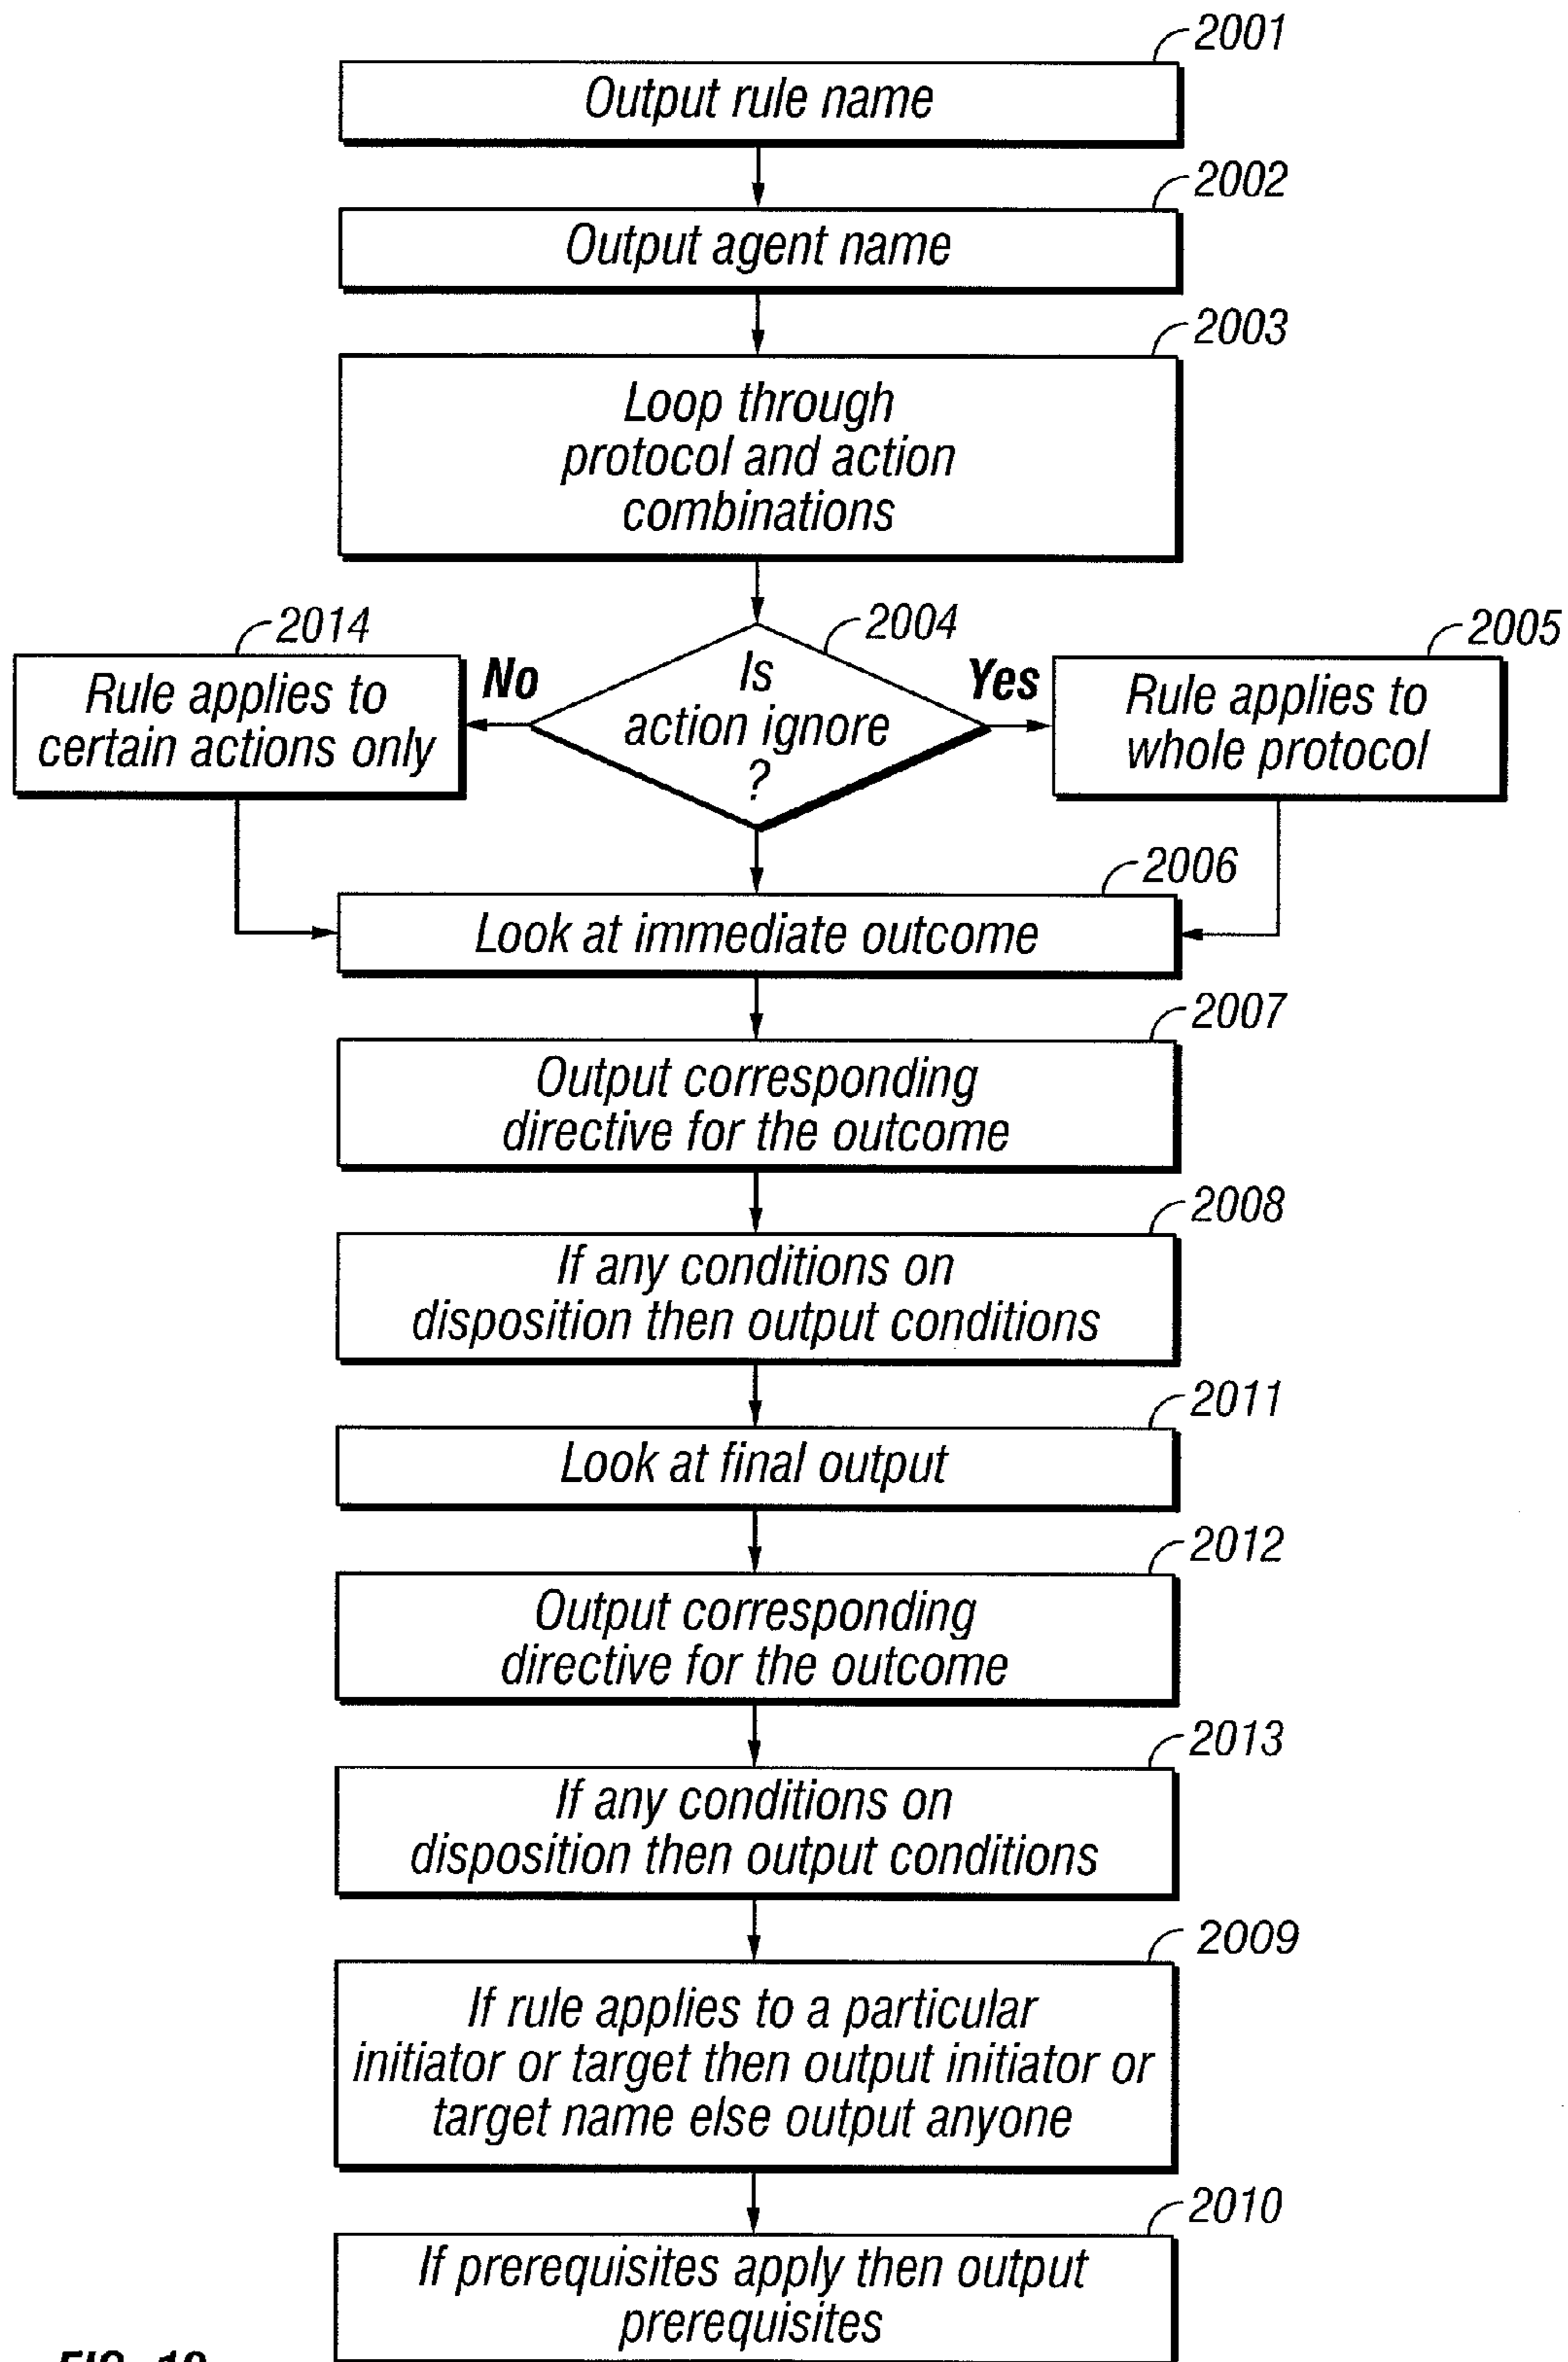 2001
Output rule name
2002
Output agent name
2003
Loop through
protocol and action
combinations
2004
Is
action ignore
?
No
Yes
2014
Rule applies to
certain actions only
2005
Rule applies to
whole protocol
2006
Look at immediate outcome
2007
Output corresponding
directive for the outcome
2008
If any conditions on
disposition then output conditions
2011
Look at final output
2012
Output corresponding
directive for the outcome
2013
If any conditions on
disposition then output conditions
2009
If rule applies to a particular
initiator or target then output initiator or
target name else output anyone
2010
If prerequisites apply then output
prerequisites